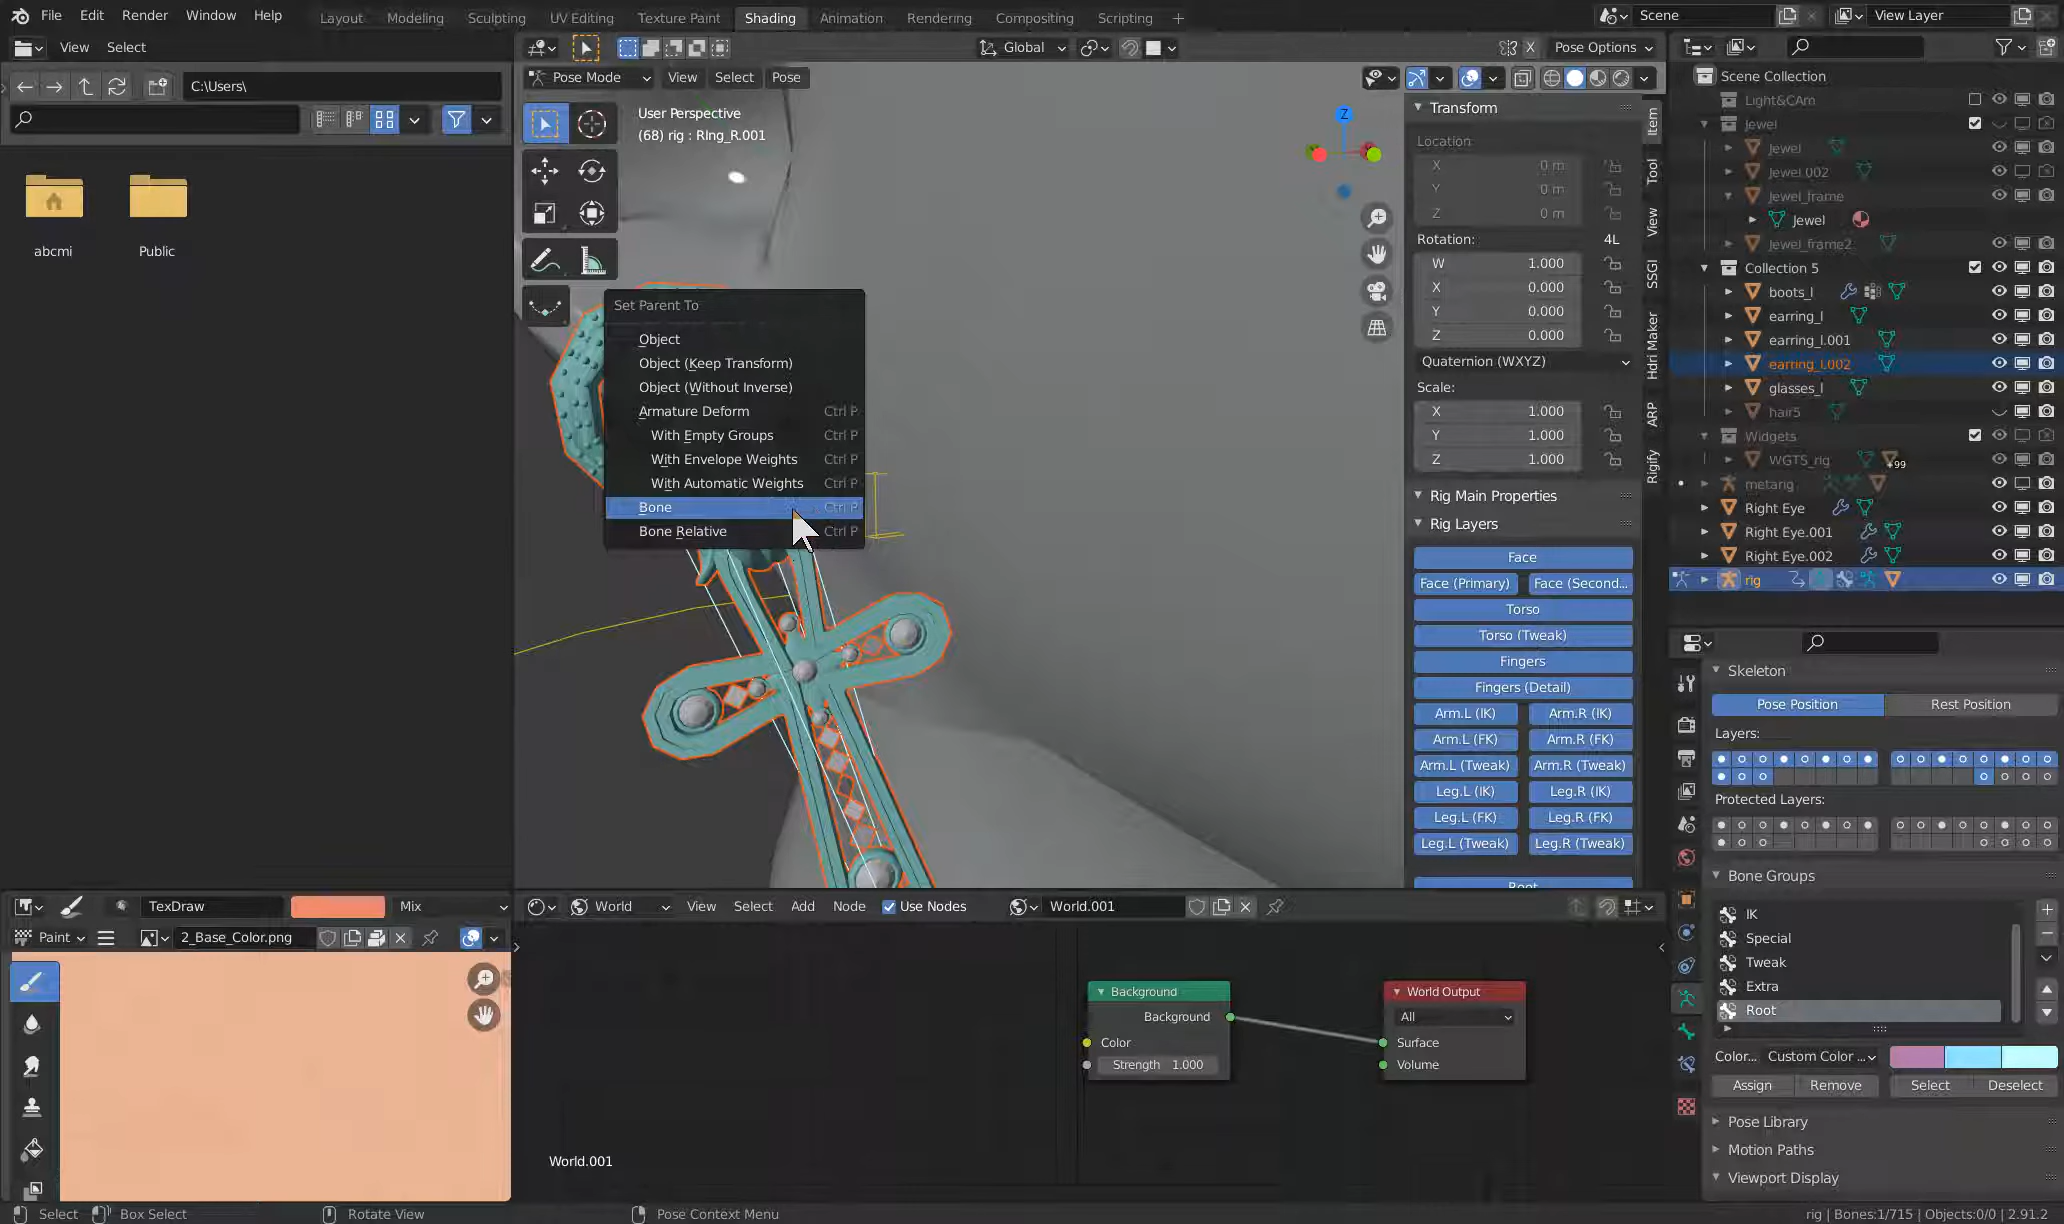 File Edit Render Window Help
Layout Modeling Sculpting UV Editing Texture Paint Shading Animation Rendering Compositing Scripting +
Scene
View Layer
View Select
C:\Users\
abcmi
Public
Global
X Pose Options
Pose Mode View Select Pose
User Perspective
(68) rig : RIng_R.001
Z
Set Parent To
Object
Object (Keep Transform)
Object (Without Inverse)
Armature Deform Ctrl P
With Empty Groups Ctrl P
With Envelope Weights Ctrl P
With Automatic Weights Ctrl P
Bone Ctrl P
Bone Relative Ctrl P
Transform
Location:
X 0 m
Y 0 m
Z 0 m
Rotation: 4L
W 1.000
X 0.000
Y 0.000
Z 0.000
Quaternion (WXYZ)
Scale:
X 1.000
Y 1.000
Z 1.000
Rig Main Properties
Rig Layers
Face
Face (Primary) Face (Second...
Torso
Torso (Tweak)
Fingers
Fingers (Detail)
Arm.L (IK) Arm.R (IK)
Arm.L (FK) Arm.R (FK)
Arm.L (Tweak) Arm.R (Tweak)
Leg.L (IK) Leg.R (IK)
Leg.L (FK) Leg.R (FK)
Leg.L (Tweak) Leg.R (Tweak)
Root
Item
Tool
View
SSGI
Hdri Maker
ARP
Rigify
Scene Collection
Light&CAm
Jewel
Jewel
Jewel.002
Jewel_frame
Jewel
Jewel_frame2
Collection 5
boots_l
earring_l
earring_l.001
earring_l.002
glasses_l
hair5
Widgets
WGTS_rig +99
metarig
Right Eye
Right Eye.001
Right Eye.002
rig
Skeleton
Pose Position Rest Position
Layers:
Protected Layers:
Bone Groups
IK
Special
Tweak
Extra
Root
Color... Custom Color ...
Assign Remove Select Deselect
Pose Library
Motion Paths
Viewport Display
TexDraw Mix
Paint 2_Base_Color.png
World View Select Add Node Use Nodes World.001
Background
Background
Color
Strength 1.000
World Output
All
Surface
Volume
World.001
Select Box Select Rotate View Pose Context Menu
rig | Bones:1/715 | Objects:0/0 | 2.91.2